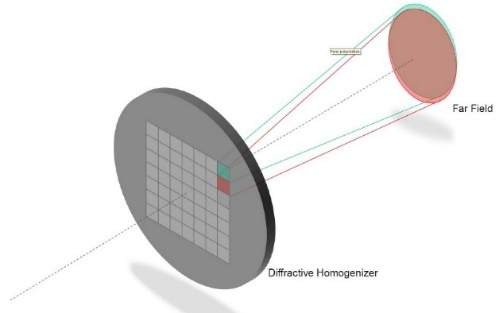 Far Field
Diffractive Homogenizer